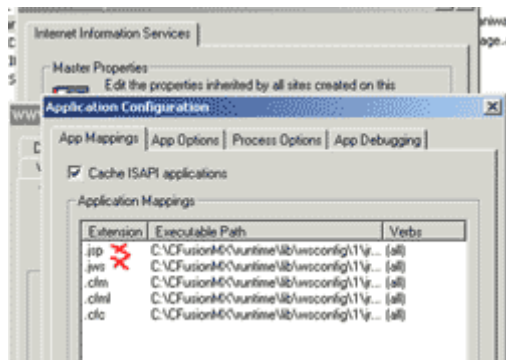 Internet Information Services
Master Properties
Edit the properties inherited by all sites created on this
Application Configuration
App Mappings App Options Process Options App Debugging
Cache ISAPI applications
Application Mappings
Extension Executable Path Verbs
.jsp C:\CFusionMX\runtime\lib\wsconfig\1\jr... (all)
.jws C:\CFusionMX\runtime\lib\wsconfig\1\jr... (all)
.cfm C:\CFusionMX\runtime\lib\wsconfig\1\jr... (all)
.cfml C:\CFusionMX\runtime\lib\wsconfig\1\jr... (all)
.cfc C:\CFusionMX\runtime\lib\wsconfig\1\jr... (all)